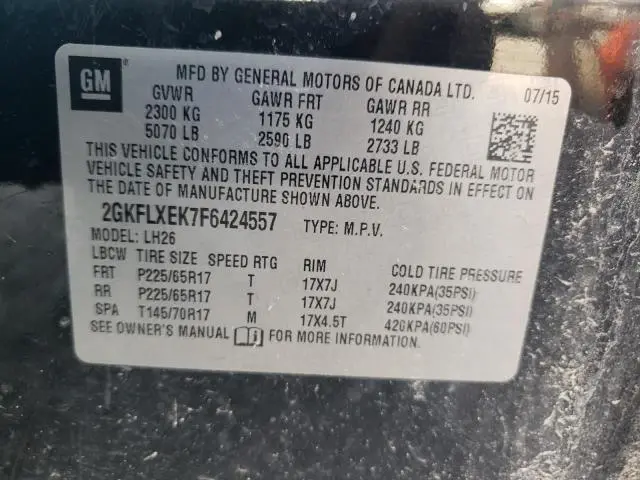 GM ®
MFD BY GENERAL MOTORS OF CANADA LTD. 07/15
GVWR GAWR FRT GAWR RR
2300 KG 1175 KG 1240 KG
5070 LB 2590 LB 2733 LB
THIS VEHICLE CONFORMS TO ALL APPLICABLE U.S. FEDERAL MOTOR
VEHICLE SAFETY AND THEFT PREVENTION STANDARDS IN EFFECT ON
THE DATE OF MANUFACTURE SHOWN ABOVE.
2GKFLXEK7F6424557 TYPE: M.P.V.
MODEL: LH26
LBCW TIRE SIZE SPEED RTG RIM COLD TIRE PRESSURE
FRT P225/65R17 T 17X7J 240KPA(35PSI)
RR P225/65R17 T 17X7J 240KPA(35PSI)
SPA T145/70R17 M 17X4.5T 420KPA(60PSI)
SEE OWNER'S MANUAL FOR MORE INFORMATION.